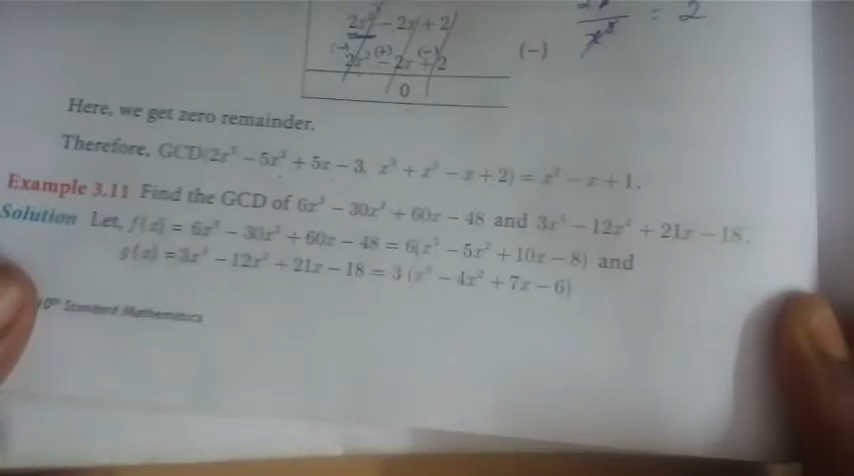 2x² − 2x + 2
(−) (+) (−)
2x² − 2x + 2
(−)
= 2
0
Here, we get zero remainder.
Therefore, GCD(2x³ − 5x² + 5x − 3, x³ + x² − x + 2) = x² − x + 1.
Example 3.11 Find the GCD of 6x³ − 30x² + 60x − 48 and 3x³ − 12x² + 21x − 18.
Solution Let, f(x) = 6x³ − 30x² + 60x − 48 = 6(x³ − 5x² + 10x − 8) and
g(x) = 3x³ − 12x² + 21x − 18 = 3 (x³ − 4x² + 7x − 6)
0th Standard Mathematics